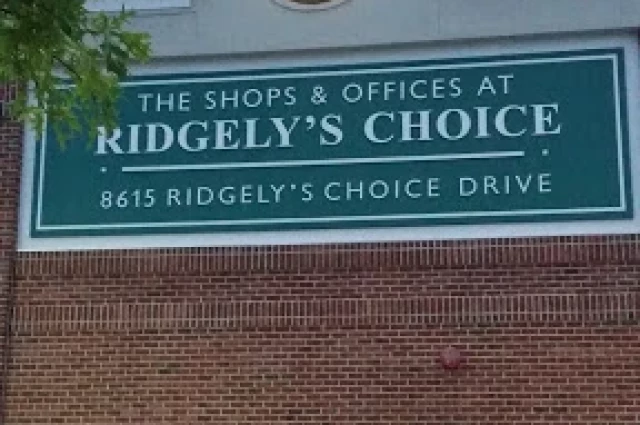 THE SHOPS & OFFICES AT
RIDGELY'S CHOICE
8615 RIDGELY'S CHOICE DRIVE